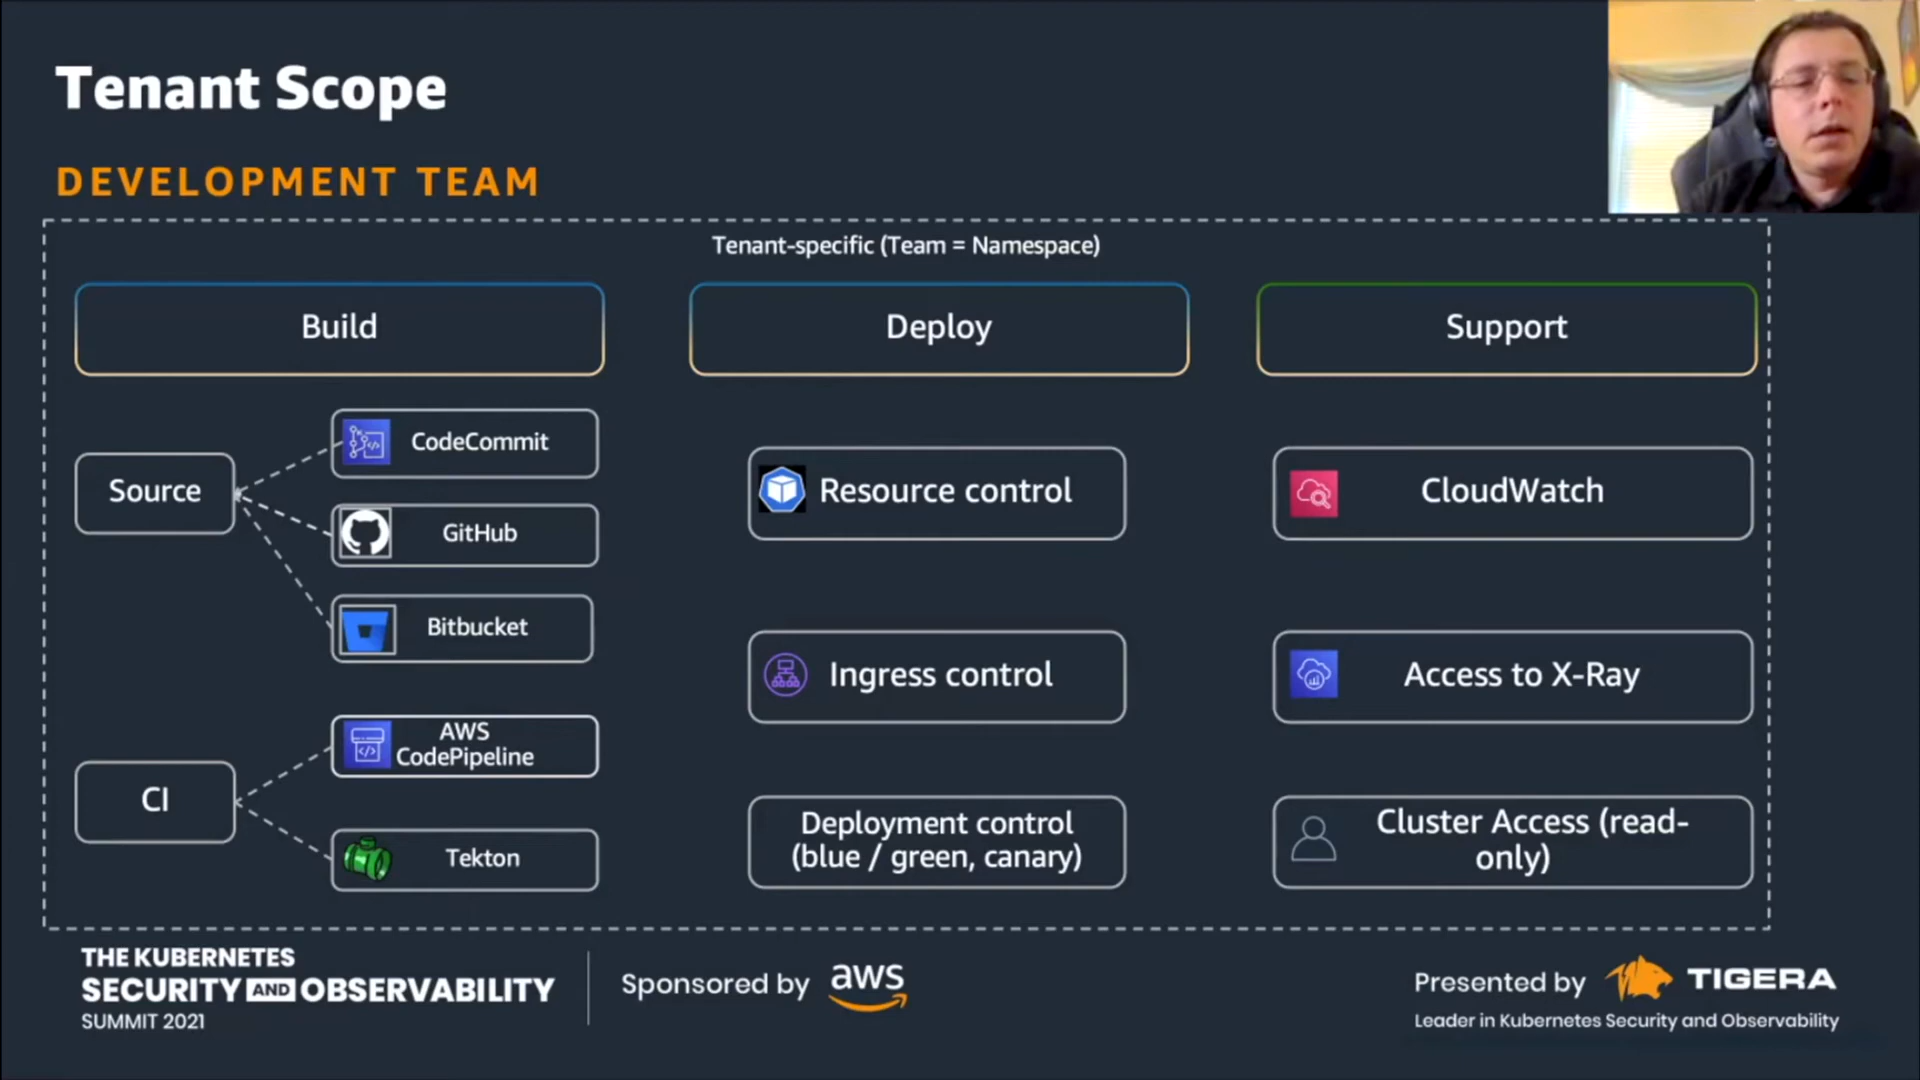 Tenant Scope
DEVELOPMENT TEAM
Tenant-specific (Team = Namespace)
Build
Deploy
Support
Source
CodeCommit
GitHub
Bitbucket
CI
AWS
CodePipeline
Tekton
Resource control
Ingress control
Deployment control
(blue / green, canary)
CloudWatch
Access to X-Ray
Cluster Access (read-
only)
THE KUBERNETES
SECURITY AND OBSERVABILITY
SUMMIT 2021
Sponsored by aws
Presented by TIGERA
Leader in Kubernetes Security and Observability